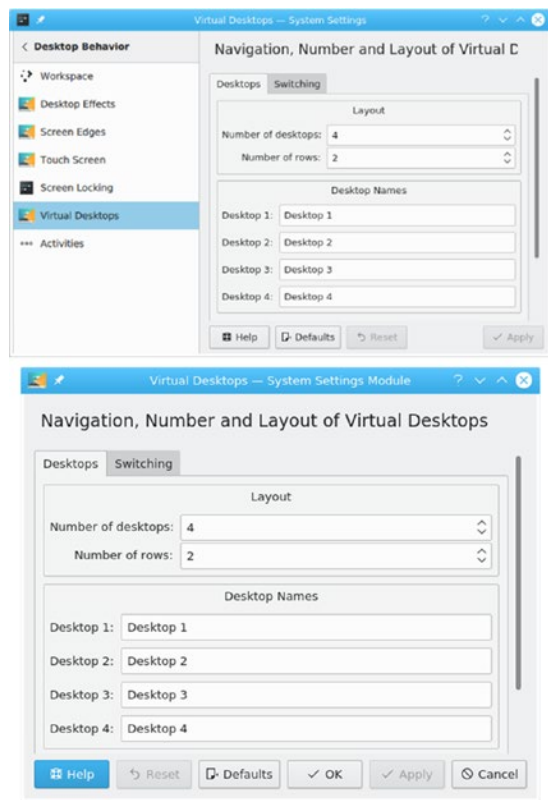 Virtual Desktops — System Settings
Desktop Behavior
Workspace
Desktop Effects
Screen Edges
Touch Screen
Screen Locking
Virtual Desktops
Activities
Navigation, Number and Layout of Virtual D
Desktops Switching
Layout
Number of desktops: 4
Number of rows: 2
Desktop Names
Desktop 1: Desktop 1
Desktop 2: Desktop 2
Desktop 3: Desktop 3
Desktop 4: Desktop 4
Help Defaults Reset Apply
Virtual Desktops — System Settings Module
Navigation, Number and Layout of Virtual Desktops
Desktops Switching
Layout
Number of desktops: 4
Number of rows: 2
Desktop Names
Desktop 1: Desktop 1
Desktop 2: Desktop 2
Desktop 3: Desktop 3
Desktop 4: Desktop 4
Help Reset Defaults OK Apply Cancel